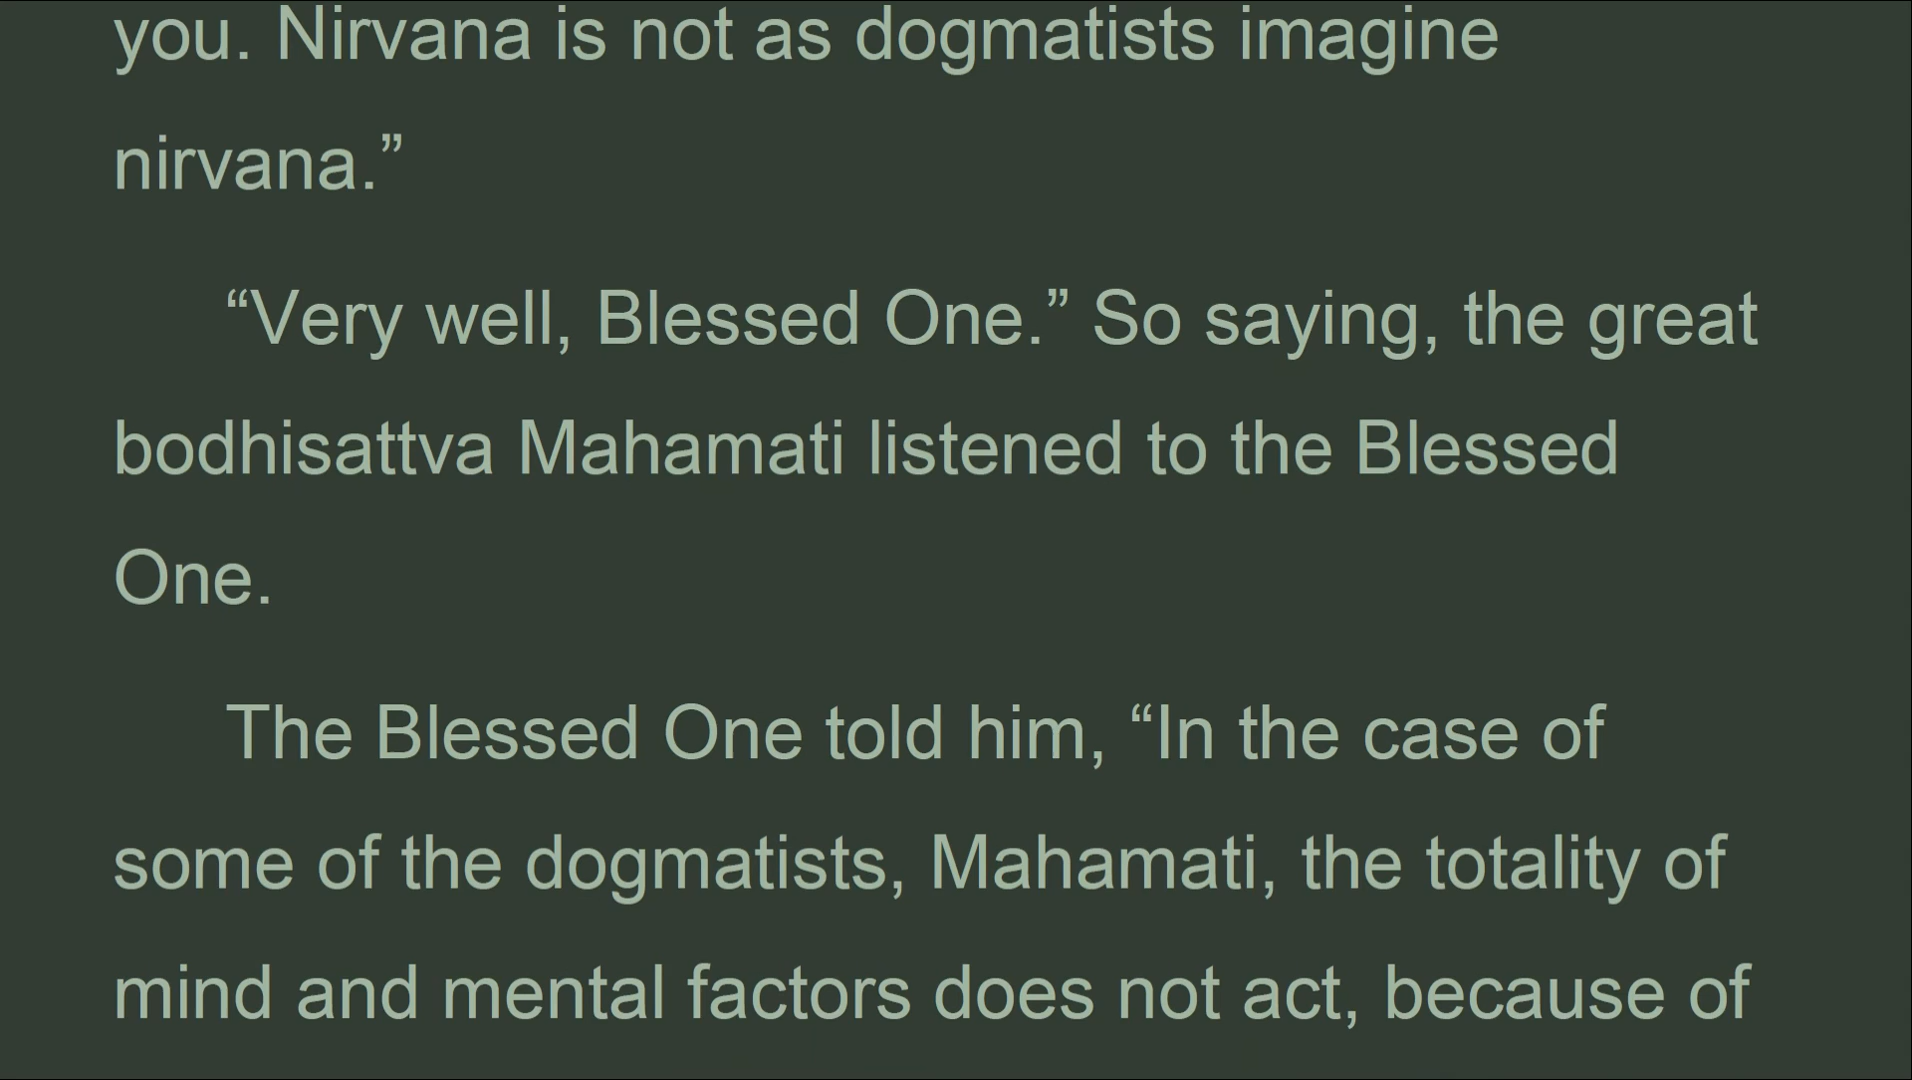 you. Nirvana is not as dogmatists imagine
nirvana.”
“Very well, Blessed One.” So saying, the great
bodhisattva Mahamati listened to the Blessed
One.
The Blessed One told him, “In the case of
some of the dogmatists, Mahamati, the totality of
mind and mental factors does not act, because of